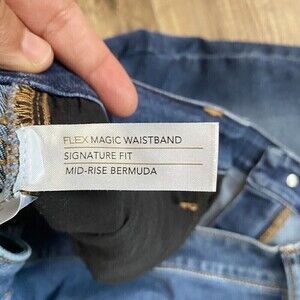 FLEX MAGIC WAISTBAND
SIGNATURE FIT
MID-RISE BERMUDA